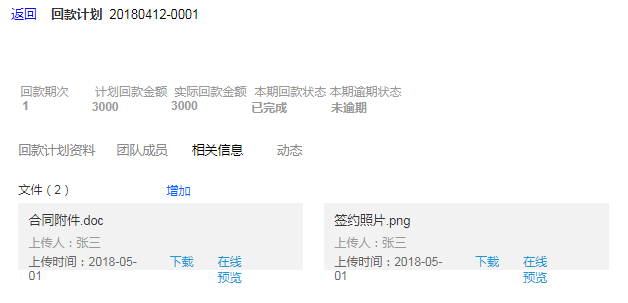 返回 回款计划 20180412-0001
回款期次 计划回款金额 实际回款金额 本期回款状态 本期逾期状态
1 3000 3000 已完成 未逾期
回款计划资料 团队成员 相关信息 动态
文件（2） 增加
合同附件.doc
上传人：张三
上传时间：2018-05-01 下载 在线预览
签约照片.png
上传人：张三
上传时间：2018-05-01 下载 在线预览